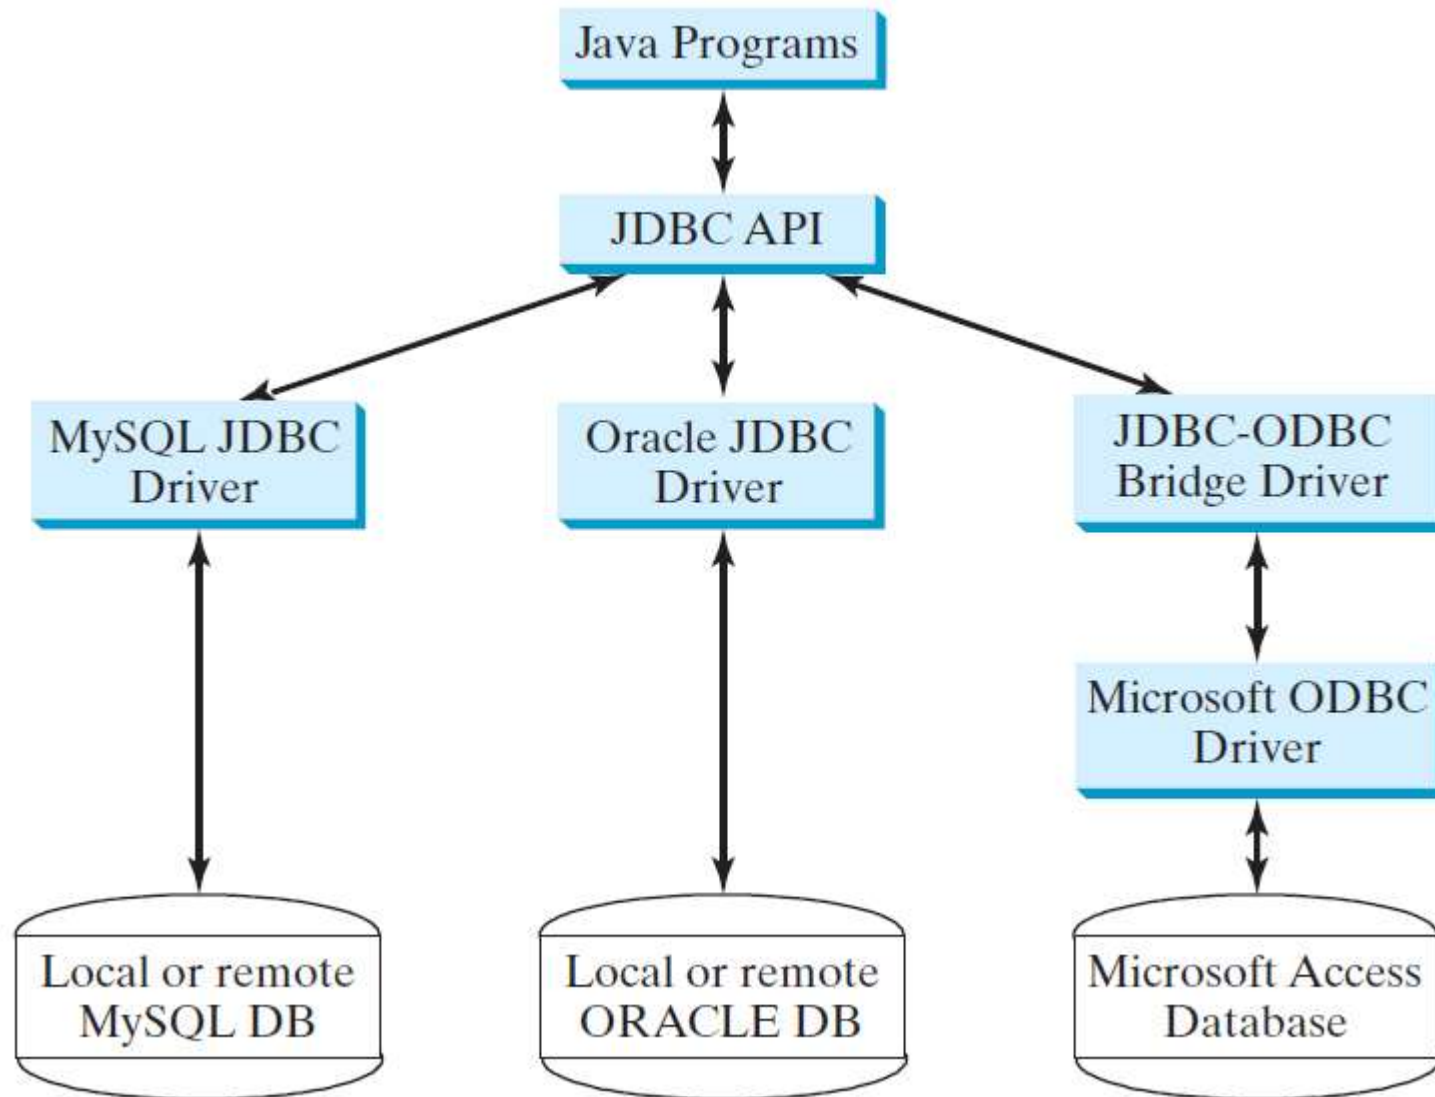 Java Programs
JDBC API
MySQL JDBC
Driver
Oracle JDBC
Driver
JDBC-ODBC
Bridge Driver
Microsoft ODBC
Driver
Local or remote
MySQL DB
Local or remote
ORACLE DB
Microsoft Access
Database